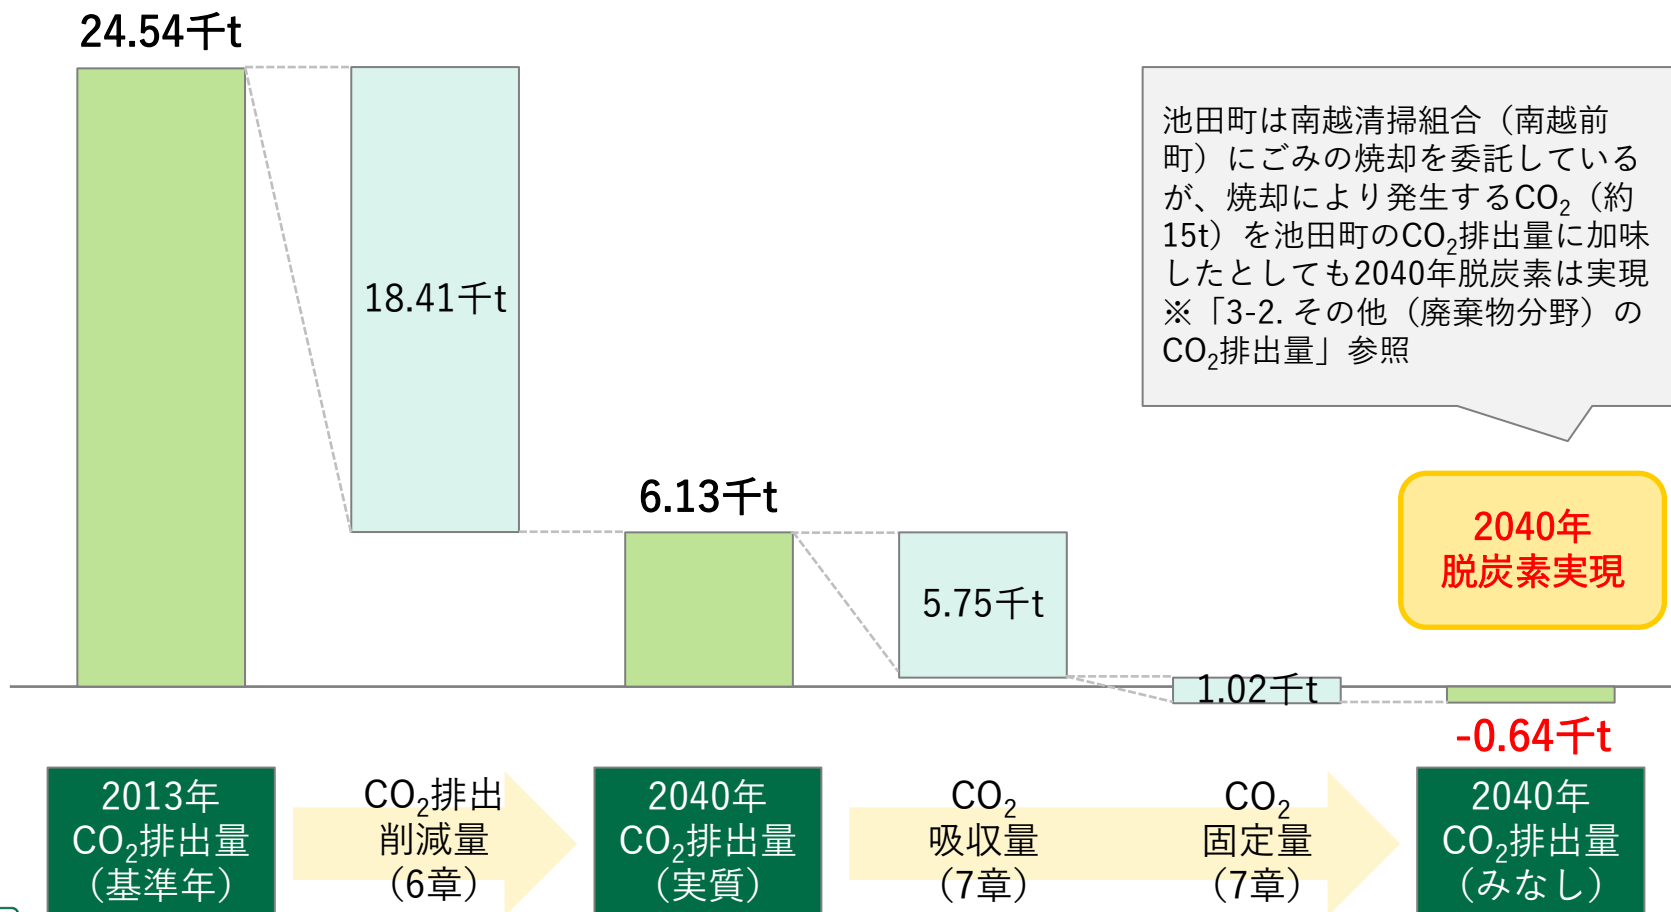 24.54千t
18.41千t
6.13千t
5.75千t
1.02千t
-0.64千t
池田町は南越清掃組合（南越前
町）にごみの焼却を委託している
が、焼却により発生するCO₂（約
15t）を池田町のCO₂排出量に加味
したとしても2040年脱炭素は実現
※「3-2. その他（廃棄物分野）の
CO₂排出量」参照
2040年
脱炭素実現
2013年
CO₂排出量
（基準年）
CO₂排出
削減量
（6章）
2040年
CO₂排出量
（実質）
CO₂
吸収量
（7章）
CO₂
固定量
（7章）
2040年
CO₂排出量
（みなし）